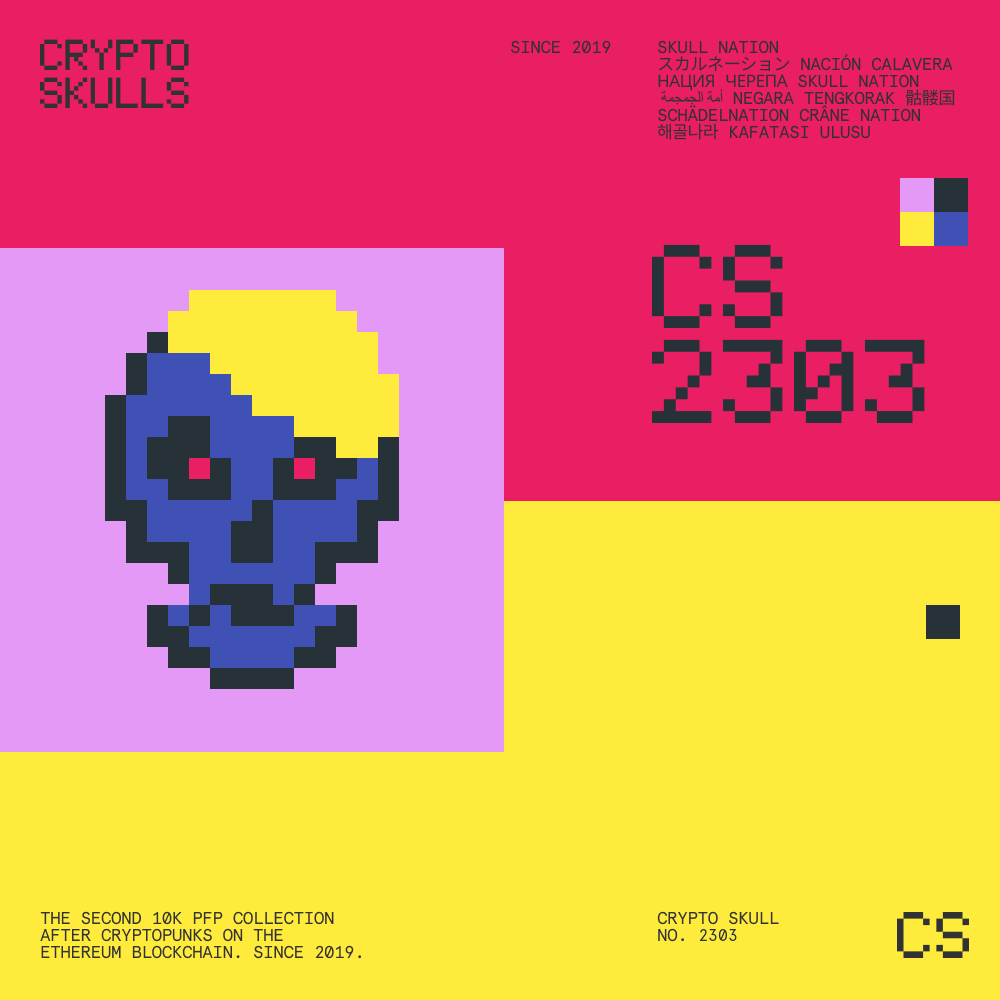 CRYPTO
SKULLS
SINCE 2019
SKULL NATION
スカルネーション NACIÓN CALAVERA
НАЦИЯ ЧЕРЕПА SKULL NATION
أمة الجمجمة NEGARA TENGKORAK 骷髅国
SCHÄDELNATION CRÂNE NATION
해골나라 KAFATASI ULUSU
CS
2303
THE SECOND 10K PFP COLLECTION
AFTER CRYPTOPUNKS ON THE
ETHEREUM BLOCKCHAIN. SINCE 2019.
CRYPTO SKULL
NO. 2303
CS